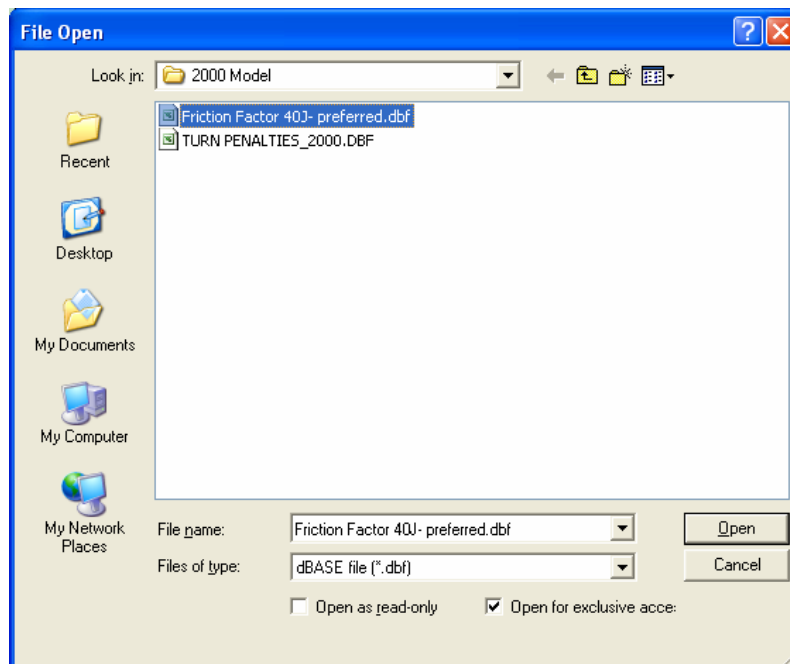 File Open
Look in: 2000 Model
Friction Factor 40J- preferred.dbf
TURN PENALTIES_2000.DBF
Recent
Desktop
My Documents
My Computer
My Network
Places
File name: Friction Factor 40J- preferred.dbf Open
Files of type: dBASE file (*.dbf) Cancel
Open as read-only Open for exclusive acce: